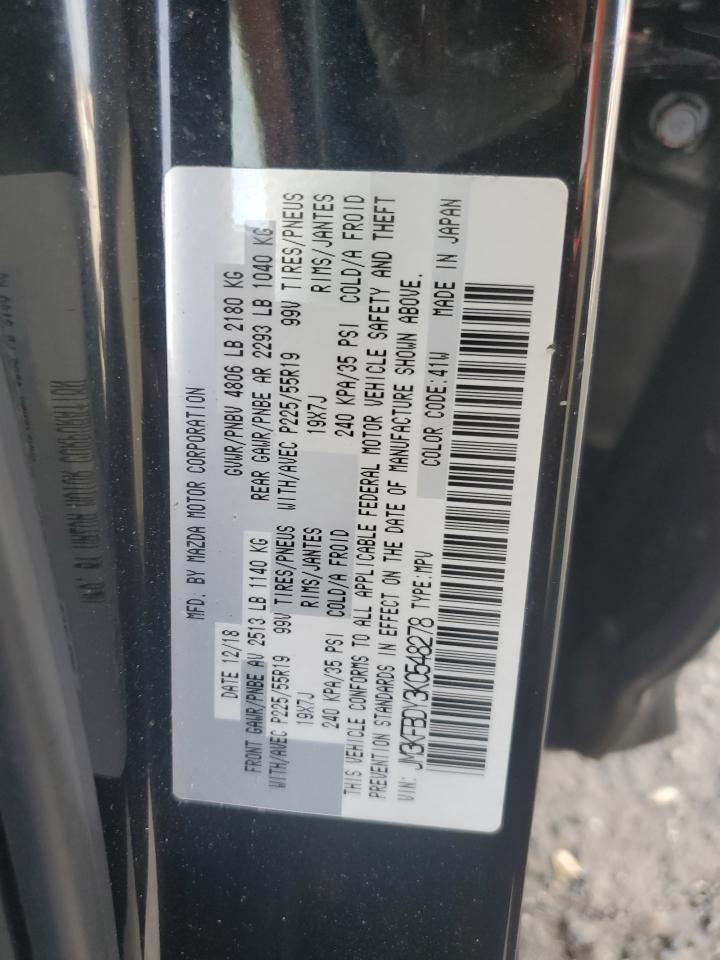 MFD. BY MAZDA MOTOR CORPORATION
DATE 12/18 GVWR/PNBV 4806 LB 2180 KG
FRONT GAWR/PNBE AV 2513 LB 1140 KG REAR GAWR/PNBE AR 2293 LB 1040 KG
WITH/AVEC P225/55R19 99V TIRES/PNEUS WITH/AVEC P225/55R19 99V TIRES/PNEUS
19X7J RIMS/JANTES 19X7J RIMS/JANTES
240 KPA/35 PSI COLD/A FROID 240 KPA/35 PSI COLD/A FROID
THIS VEHICLE CONFORMS TO ALL APPLICABLE FEDERAL MOTOR VEHICLE SAFETY AND THEFT
PREVENTION STANDARDS IN EFFECT ON THE DATE OF MANUFACTURE SHOWN ABOVE.
VIN: JM3KFBDY3K0548278 TYPE:MPV COLOR CODE:41W MADE IN JAPAN